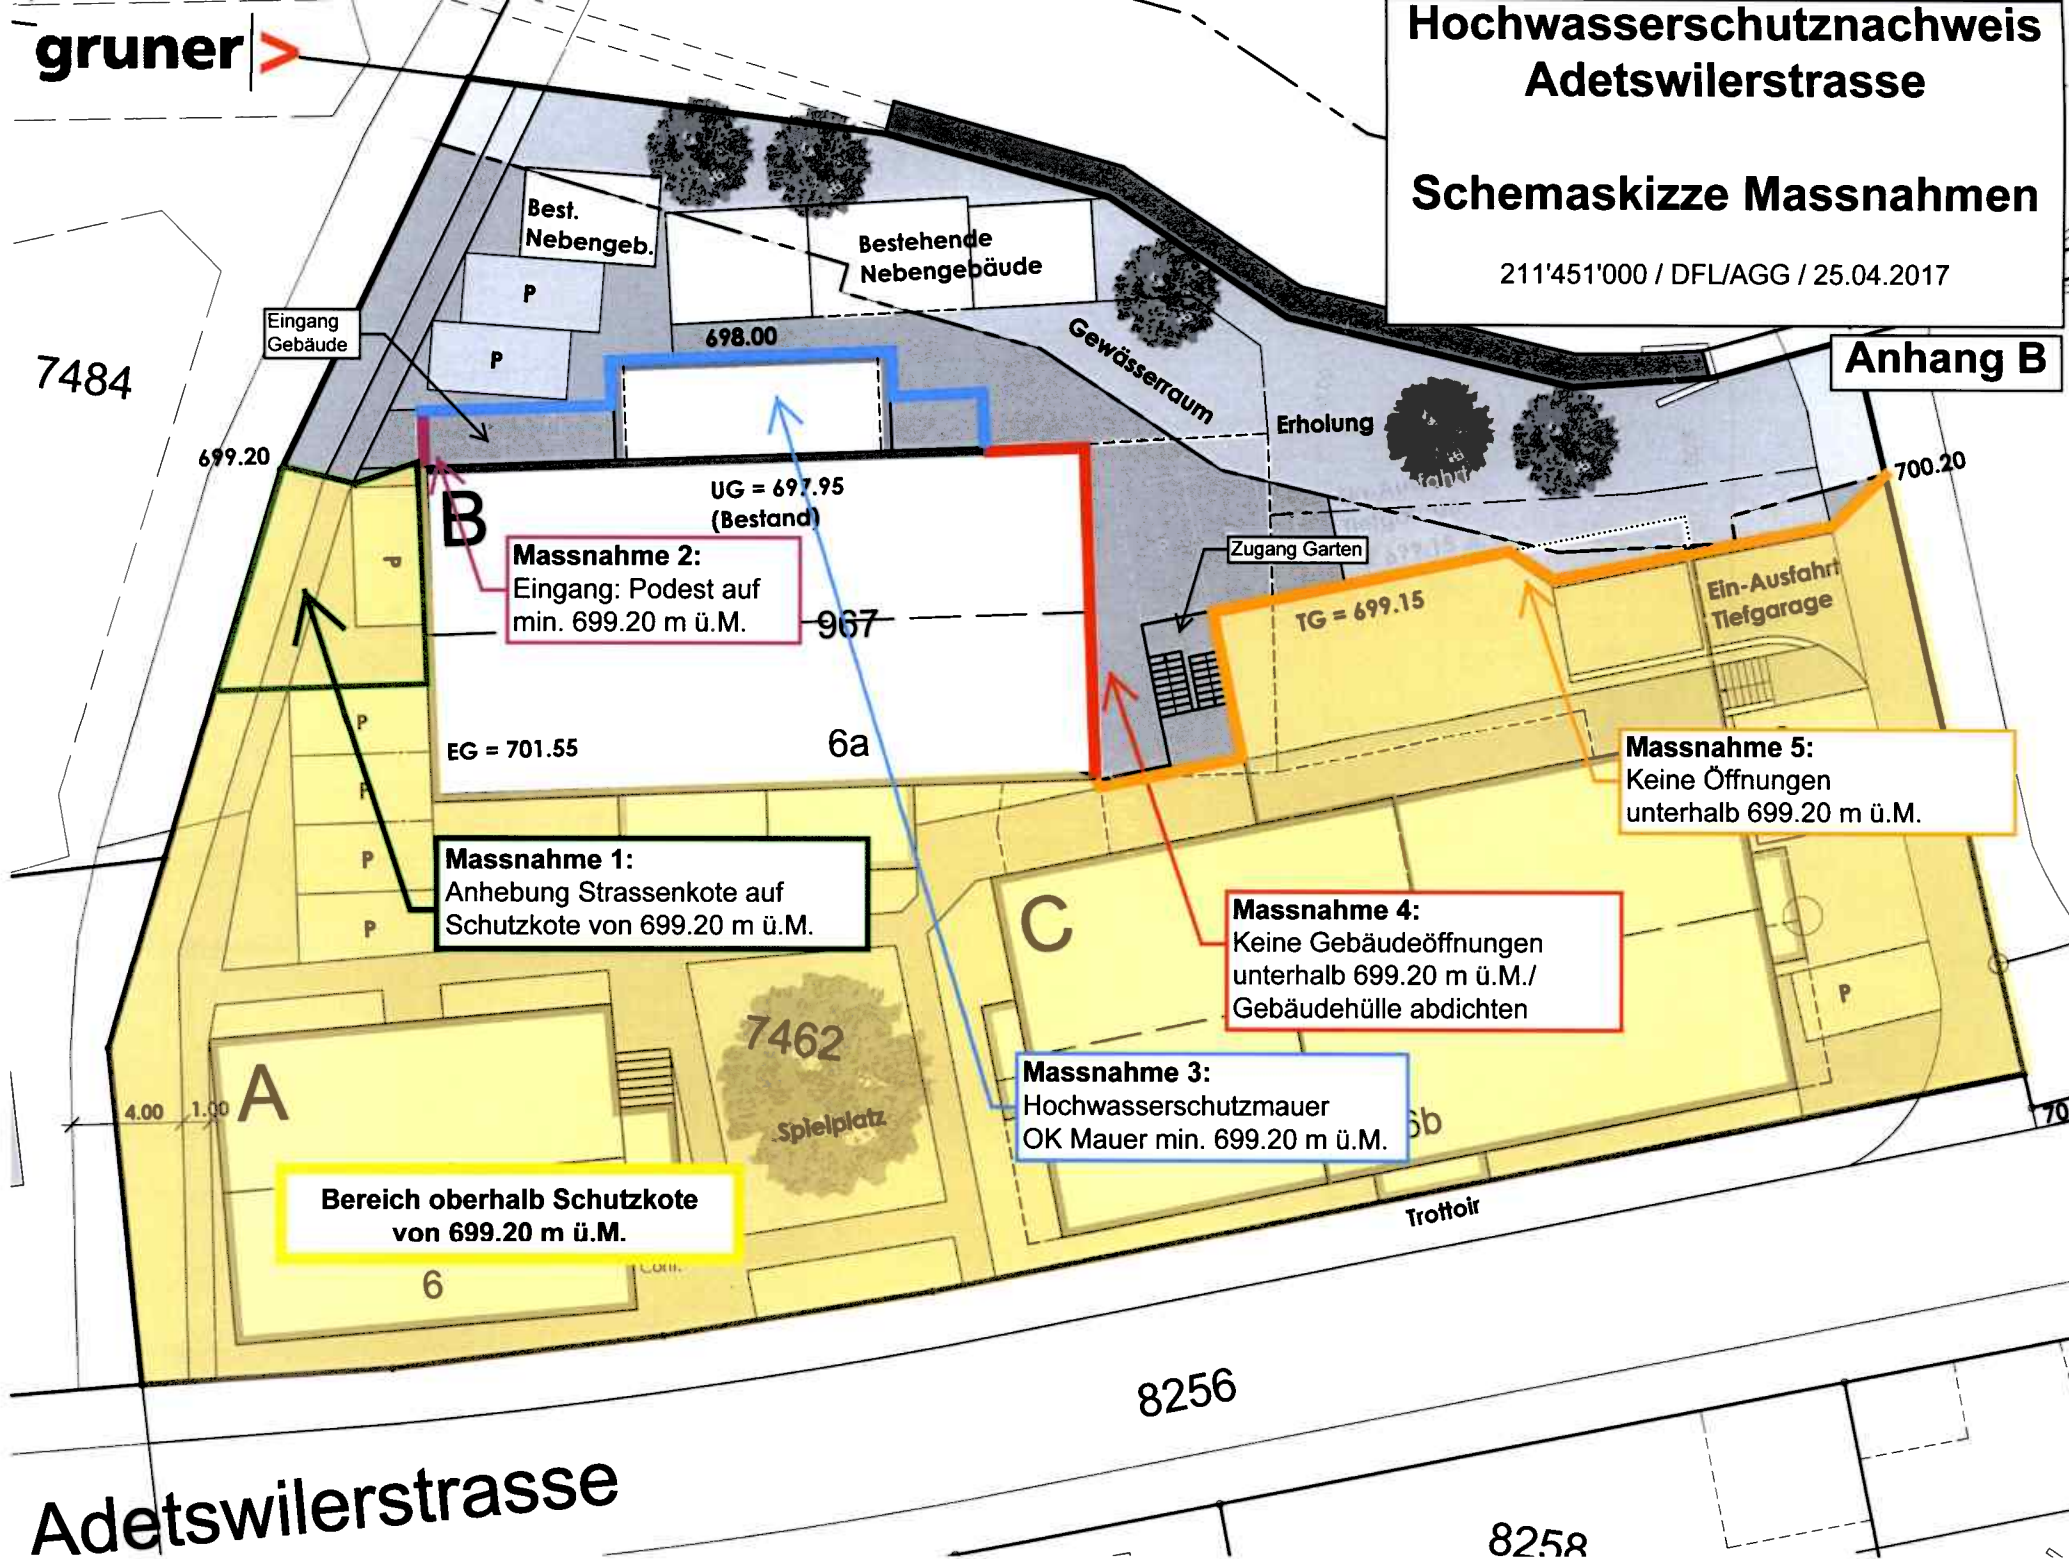 gruner
Hochwasserschutznachweis
Adetswilerstrasse
Schemaskizze Massnahmen
211'451'000 / DFL/AGG / 25.04.2017
Anhang B
Best.
Nebengeb.
Bestehende
Nebengebäude
P
P
Eingang
Gebäude
698.00
Gewässerraum
Erholung
7484
699.20
700.20
B
UG = 697.95
(Bestand)
P
Massnahme 2:
Eingang: Podest auf
min. 699.20 m ü.M.
967
Zugang Garten
TG = 699.15
Ein-Ausfahrt
Tiefgarage
EG = 701.55
6a
P
P
P
P
Massnahme 5:
Keine Öffnungen
unterhalb 699.20 m ü.M.
Massnahme 1:
Anhebung Strassenkote auf
Schutzkote von 699.20 m ü.M.
C
Massnahme 4:
Keine Gebäudeöffnungen
unterhalb 699.20 m ü.M./
Gebäudehülle abdichten
P
7462
Spielplatz
Massnahme 3:
Hochwasserschutzmauer
OK Mauer min. 699.20 m ü.M.
6b
A
4.00
1.00
70
Bereich oberhalb Schutzkote
von 699.20 m ü.M.
Cont.
6
Trottoir
8256
Adetswilerstrasse
8258